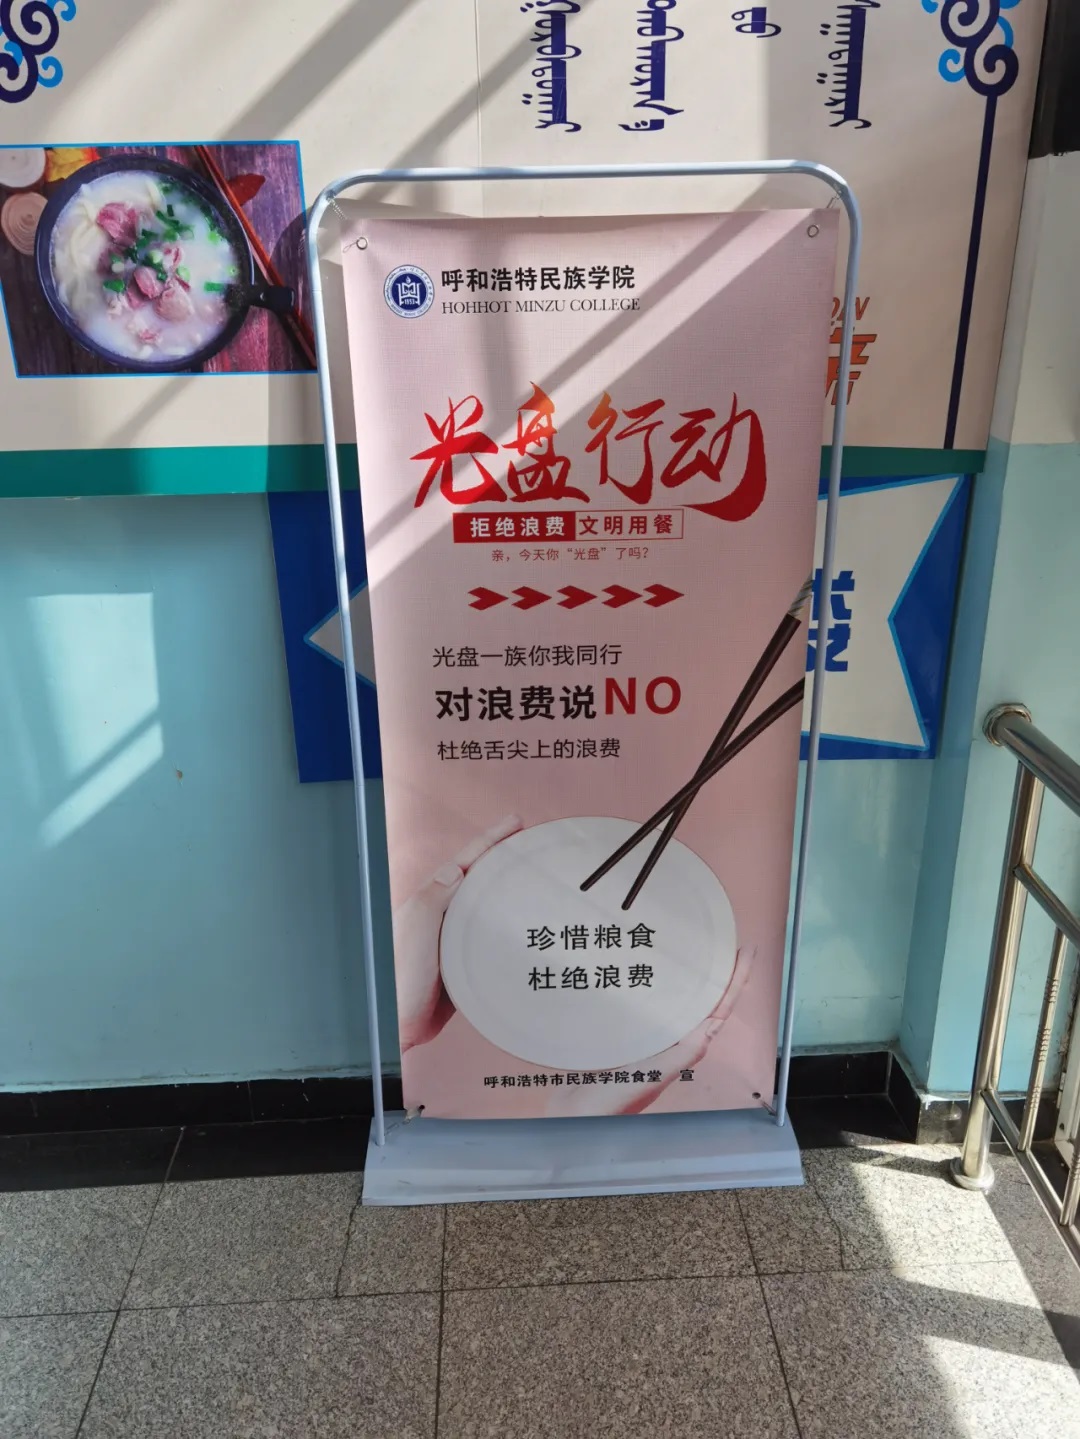 呼和浩特民族学院
HOHHOT MINZU COLLEGE
光盘行动
拒绝浪费 文明用餐
亲，今天你“光盘”了吗？
光盘一族你我同行
对浪费说NO
杜绝舌尖上的浪费
珍惜粮食
杜绝浪费
呼和浩特市民族学院食堂 宣